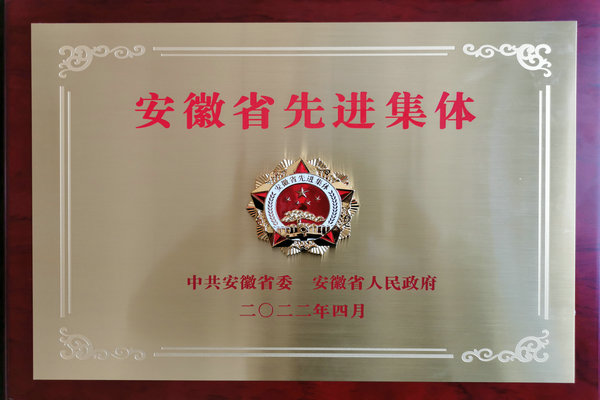 安徽省先进集体
安徽省先进集体
中共安徽省委 安徽省人民政府
二〇二二年四月